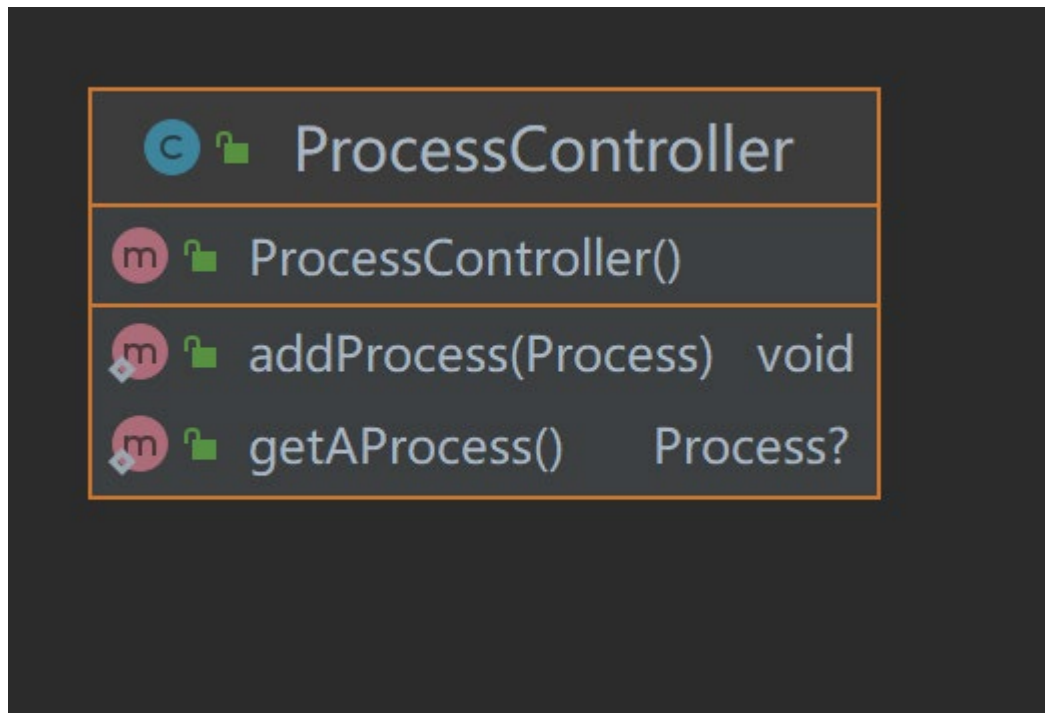 C ProcessController
m ProcessController()
m addProcess(Process) void
m getAProcess() Process?